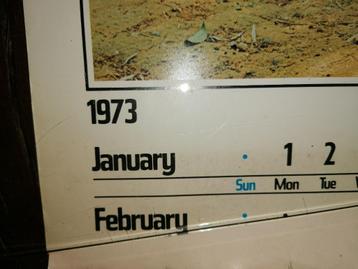 1973
January • 1 2
Sun Mon Tue
February •